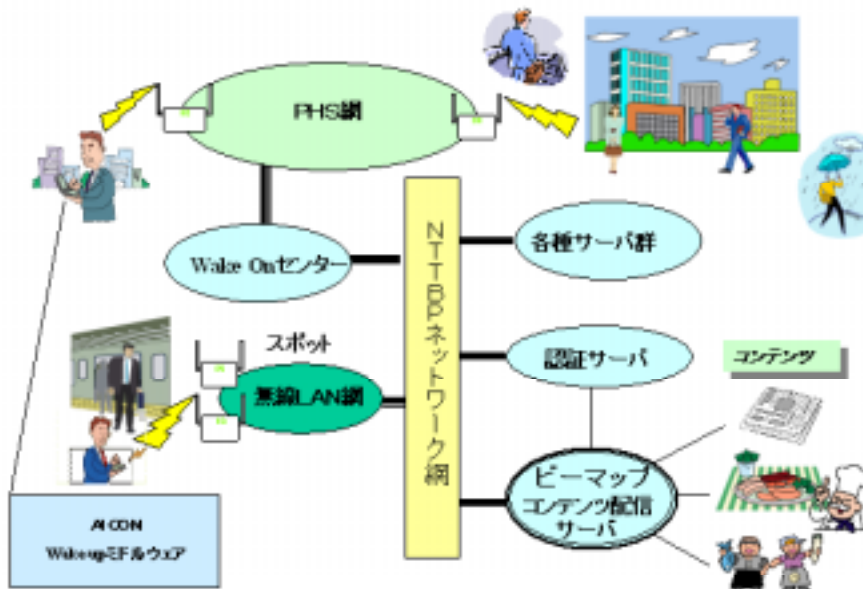 PHS網
Wake Onセンター
NTTBPネットワーク網
各種サーバ群
スポット
無線LAN網
認証サーバ
コンテンツ
ビーマップ
コンテンツ配信
サーバ
AICON
Wakeupミドルウェア